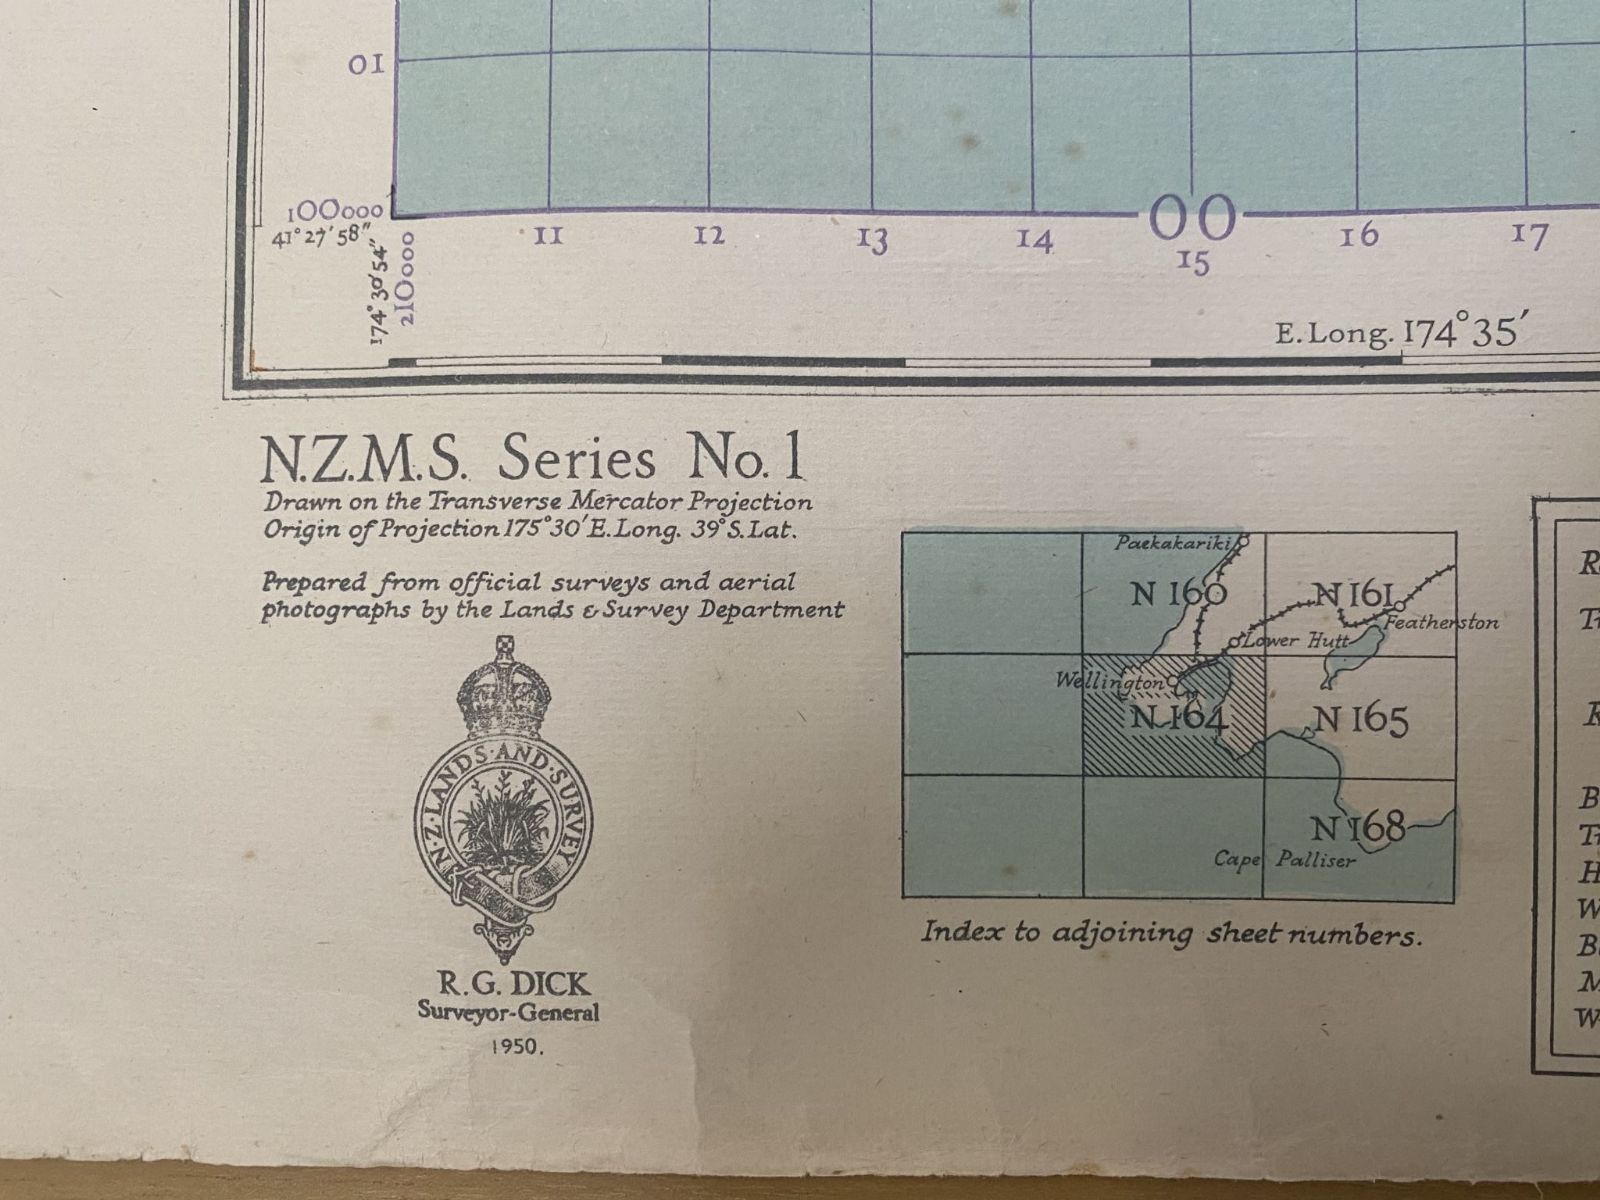 01
100000
41°27′58″
174°30′54″
210000
11 12 13 14 00 15 16 17
E. Long. 174°35′
N.Z.M.S. Series No. 1
Drawn on the Transverse Mercator Projection
Origin of Projection 175°30′ E. Long. 39° S. Lat.
Prepared from official surveys and aerial
photographs by the Lands & Survey Department
N·Z·LANDS·AND·SURVEY
R.G. DICK
Surveyor-General
1950.
Paekakariki
N 160
N 161
Featherston
Lower Hutt
Wellington
N 164
N 165
N 168
Cape Palliser
Index to adjoining sheet numbers.